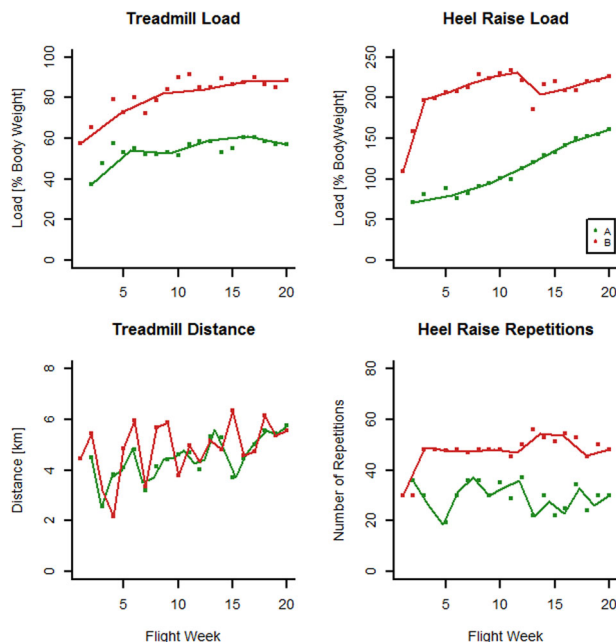 Treadmill Load
Load [% Body Weight]
100
80
60
40
20
0
5 10 15 20
Heel Raise Load
Load [% BodyWeight]
250
200
150
100
50
0
5 10 15 20
A
B
Treadmill Distance
Distance [km]
8
6
4
2
0
5 10 15 20
Flight Week
Heel Raise Repetitions
Number of Repetitions
80
60
40
20
0
5 10 15 20
Flight Week